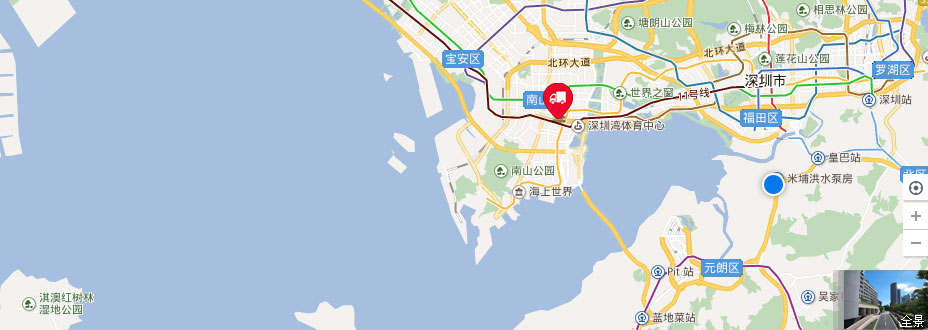 相思林公园
塘朗山公园
梅林公园
北环大道
宝安区
北环大道
莲花山公园
罗湖区
深圳市
世界之窗
11号线
南山
深圳站
福田区
深圳湾体育中心
皇巴站
南山公园
米埔洪水泵房
海上世界
元朗区
Pit 站
淇澳红树林
湿地公园
吴家
蓝地菜站
全景